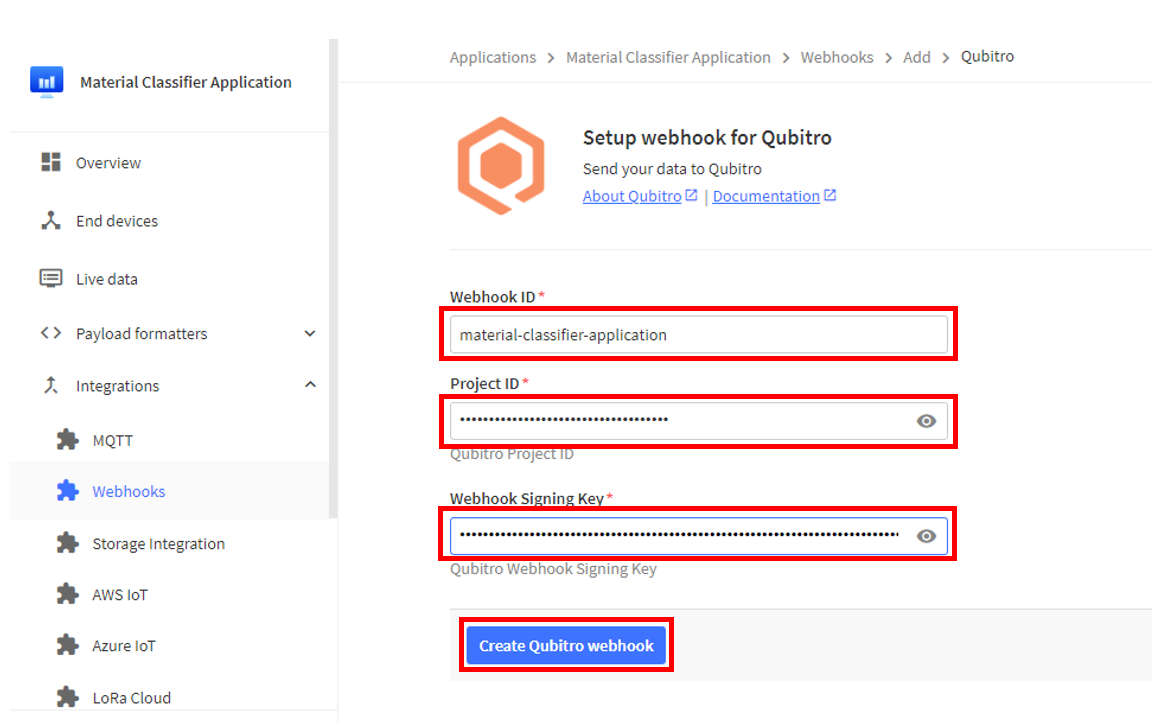 Material Classifier Application
Overview
End devices
Live data
Payload formatters
Integrations
MQTT
Webhooks
Storage Integration
AWS IoT
Azure IoT
LoRa Cloud
Applications > Material Classifier Application > Webhooks > Add > Qubitro
Setup webhook for Qubitro
Send your data to Qubitro
About Qubitro | Documentation
Webhook ID *
material-classifier-application
Project ID *
Qubitro Project ID
Webhook Signing Key *
Qubitro Webhook Signing Key
Create Qubitro webhook